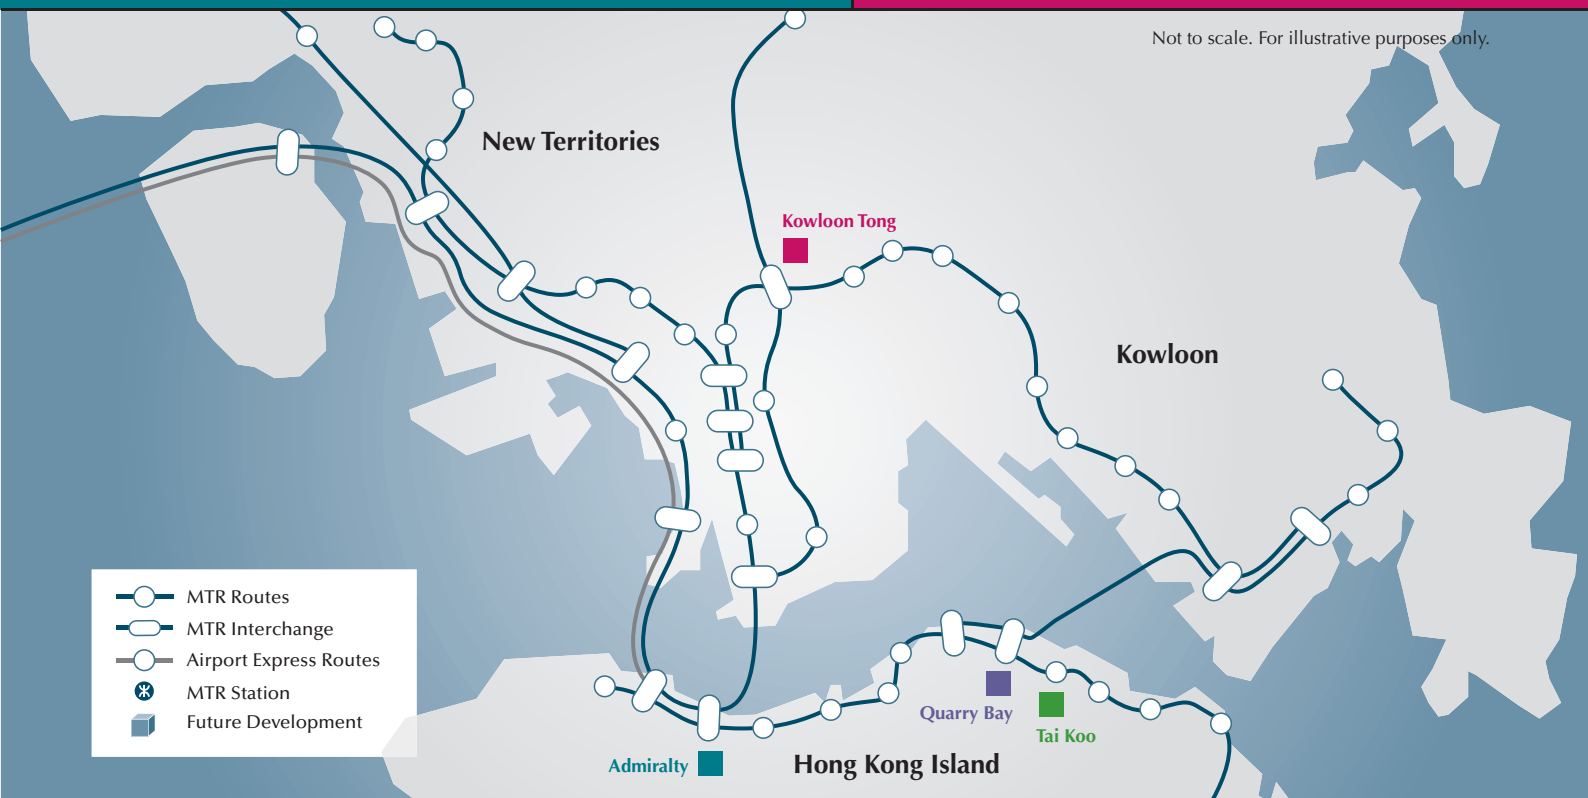 Not to scale. For illustrative purposes only.
New Territories
Kowloon Tong
Kowloon
MTR Routes
MTR Interchange
Airport Express Routes
MTR Station
Future Development
Quarry Bay
Tai Koo
Admiralty
Hong Kong Island